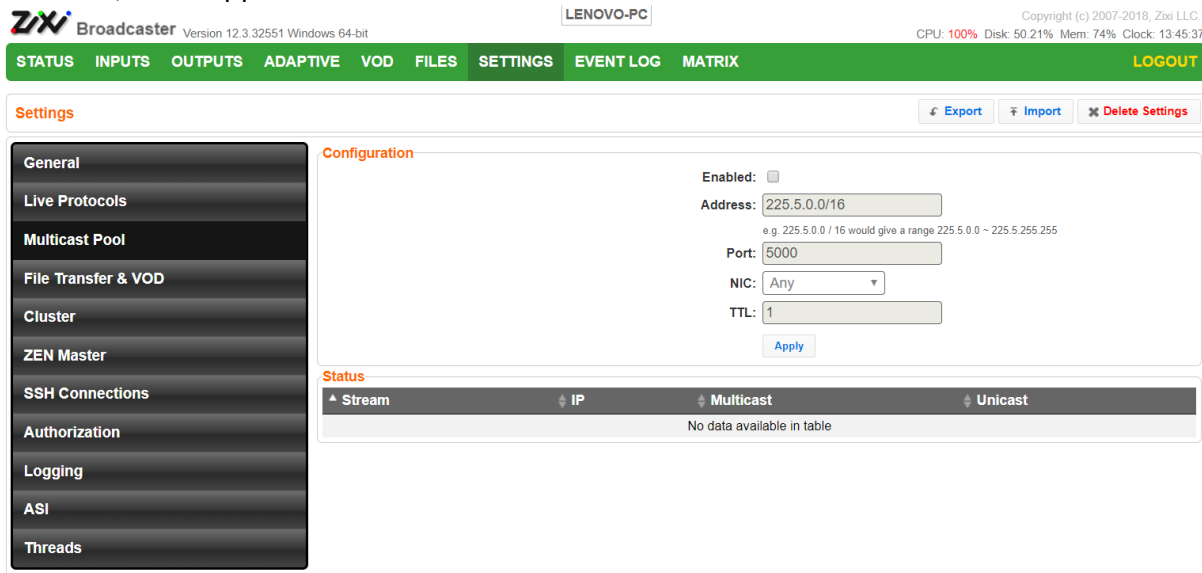 LENOVO-PC
Copyright (c) 2007-2018, Zixi LLC.
ZiXi Broadcaster Version 12.3.32551 Windows 64-bit
CPU: 100% Disk: 50.21% Mem: 74% Clock: 13:45:37
STATUS INPUTS OUTPUTS ADAPTIVE VOD FILES SETTINGS EVENT LOG MATRIX LOGOUT
Settings
Export Import Delete Settings
General
Live Protocols
Multicast Pool
File Transfer & VOD
Cluster
ZEN Master
SSH Connections
Authorization
Logging
ASI
Threads
Configuration
Enabled:
Address: 225.5.0.0/16
e.g. 225.5.0.0 / 16 would give a range 225.5.0.0 ~ 225.5.255.255
Port: 5000
NIC: Any
TTL: 1
Apply
Status
Stream IP Multicast Unicast
No data available in table